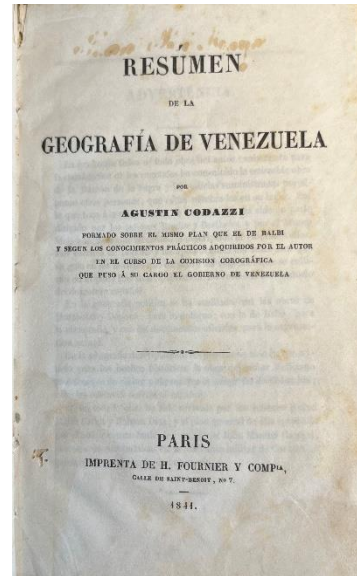 RESÚMEN
DE LA
GEOGRAFÍA DE VENEZUELA
POR
AGUSTIN CODAZZI
FORMADO SOBRE EL MISMO PLAN QUE EL DE BALBI
Y SEGUN LOS CONOCIMIENTOS PRÁCTICOS ADQUIRIDOS POR EL AUTOR
EN EL CURSO DE LA COMISION COROGRÁFICA
QUE PUSO Á SU CARGO EL GOBIERNO DE VENEZUELA
PARIS
IMPRENTA DE H. FOURNIER Y COMPIA,
CALLE DE SAINT-BENOIT, NO 7.
1841.